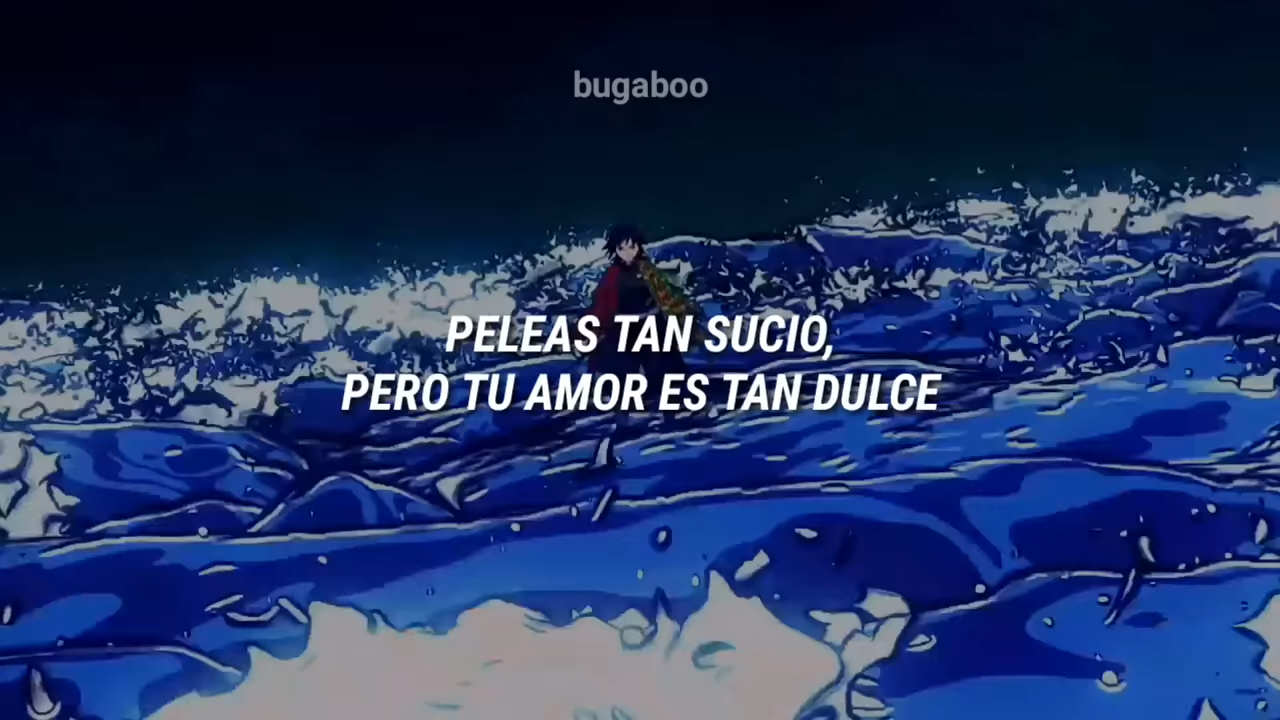 bugaboo
PELEAS TAN SUCIO,
PERO TU AMOR ES TAN DULCE